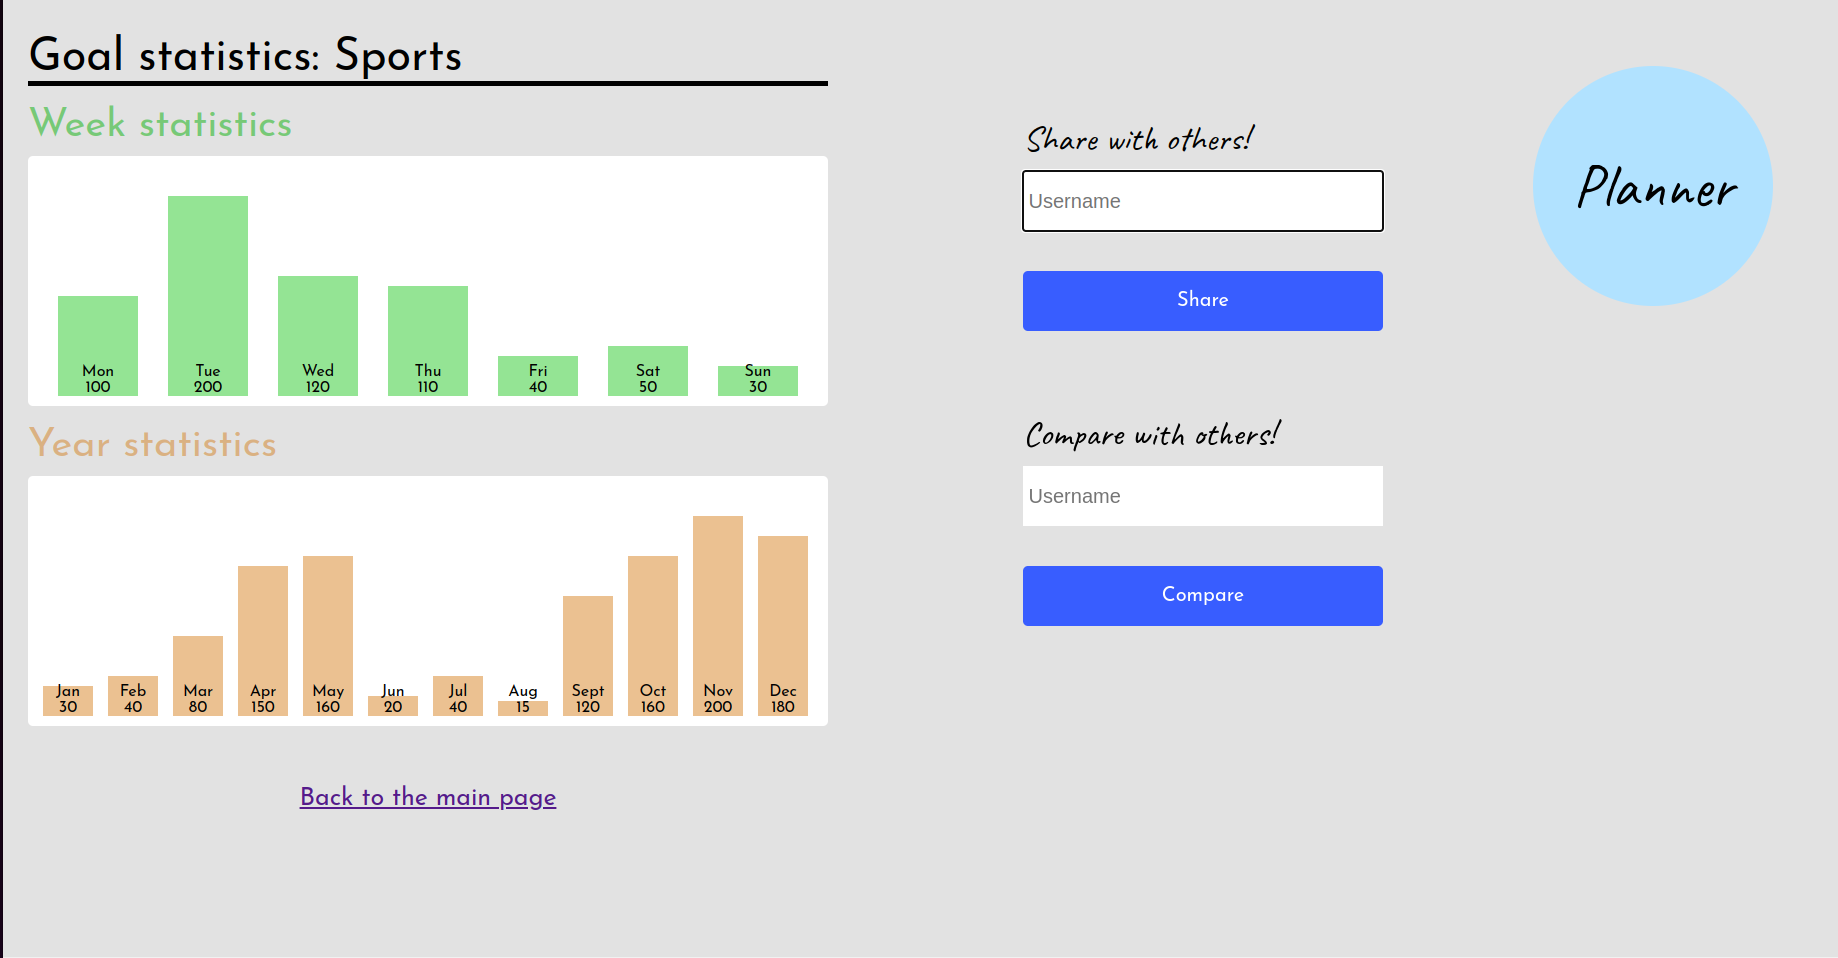 Goal statistics: Sports
Week statistics
Mon Tue Wed Thu Fri Sat Sun
100 200 120 110 40 50 30
Year statistics
Jan Feb Mar Apr May Jun Jul Aug Sept Oct Nov Dec
30 40 80 150 160 20 40 15 120 160 200 180
Back to the main page
Share with others!
Username
Share
Compare with others!
Username
Compare
Planner